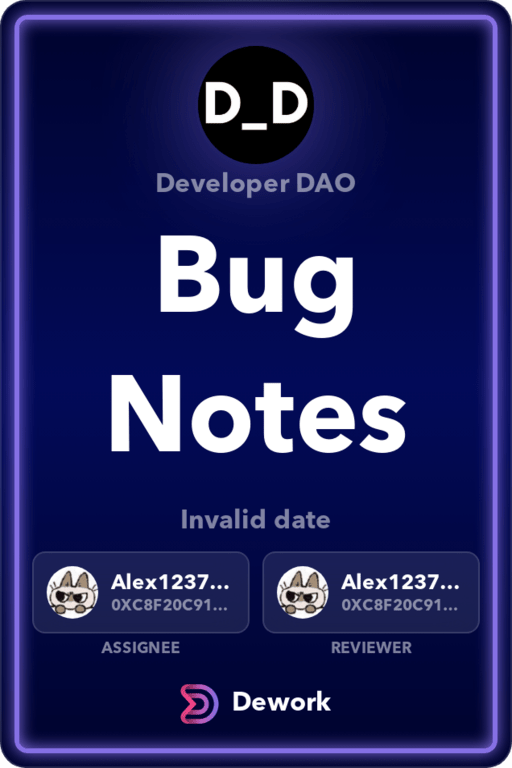 D_D
Developer DAO
Bug
Notes
Invalid date
Alex1237...
0XC8F20C91...
ASSIGNEE
Alex1237...
0XC8F20C91...
REVIEWER
Dework